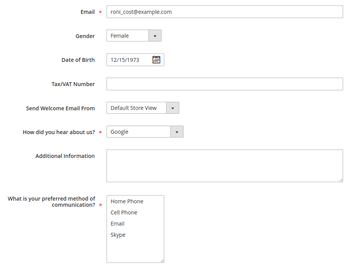 Email * roni_cost@example.com
Gender Female
Date of Birth 12/15/1973
Tax/VAT Number
Send Welcome Email From Default Store View
How did you hear about us? * Google
Additional Information
What is your preferred method of
communication? *
Home Phone
Cell Phone
Email
Skype